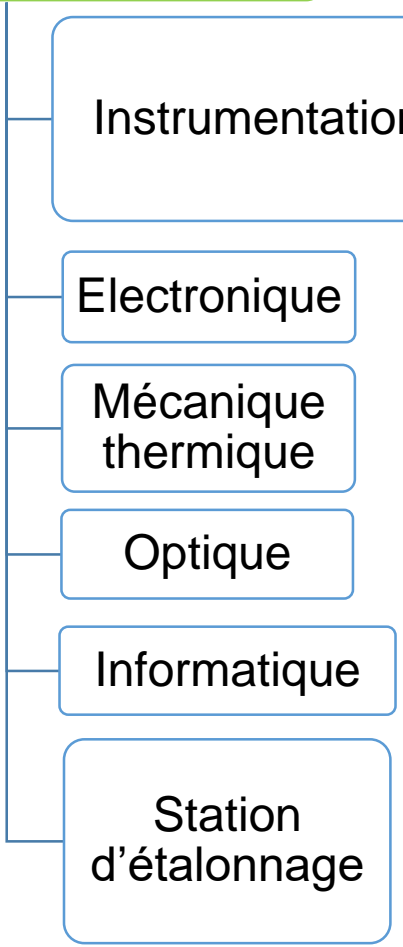 Instrumentation
Electronique
Mécanique
thermique
Optique
Informatique
Station
d’étalonnage